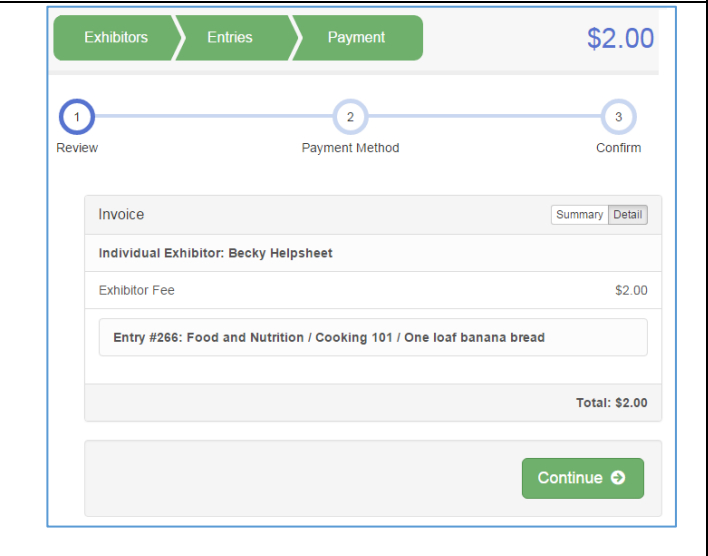 Exhibitors Entries Payment $2.00
1 2 3
Review Payment Method Confirm
Invoice Summary Detail
Individual Exhibitor: Becky Helpsheet
Exhibitor Fee $2.00
Entry #266: Food and Nutrition / Cooking 101 / One loaf banana bread
Total: $2.00
Continue